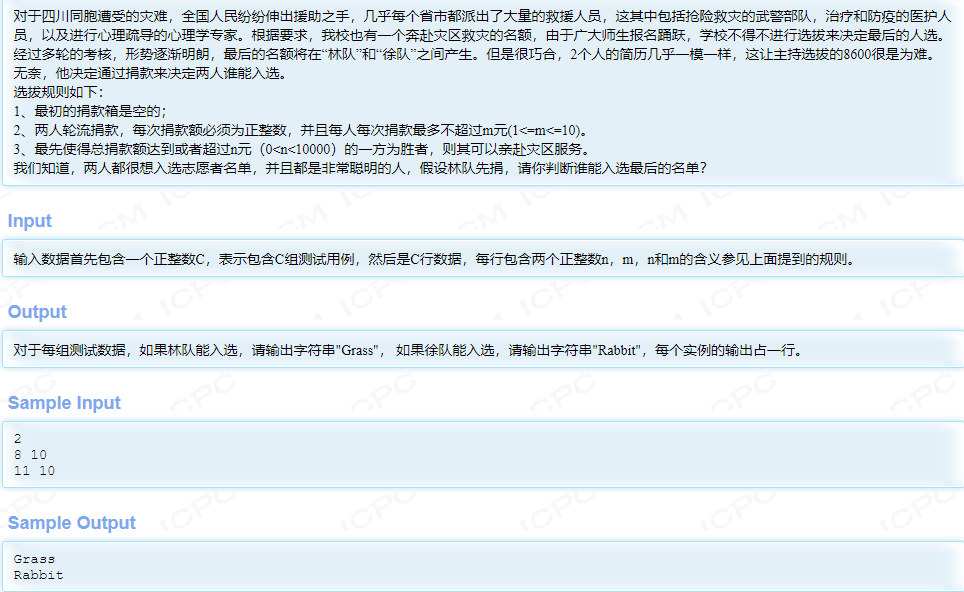 对于四川同胞遭受的灾难，全国人民纷纷伸出援助之手，几乎每个省市都派出了大量的救援人员，这其中包括抢险救灾的武警部队，治疗和防疫的医护人
员，以及进行心理疏导的心理学专家。根据要求，我校也有一个奔赴灾区救灾的名额，由于广大师生报名踊跃，学校不得不进行选拔来决定最后的人选。
经过多轮的考核，形势逐渐明朗，最后的名额将在“林队”和“徐队”之间产生。但是很巧合，2个人的简历几乎一模一样，这让主持选拔的8600很是为难。
无奈，他决定通过捐款来决定两人谁能入选。
选拔规则如下：
1、最初的捐款箱是空的；
2、两人轮流捐款，每次捐款额必须为正整数，并且每人每次捐款最多不超过m元(1<=m<=10)。
3、最先使得总捐款额达到或者超过n元（0<n<10000）的一方为胜者，则其可以亲赴灾区服务。
我们知道，两人都很想入选志愿者名单，并且都是非常聪明的人，假设林队先捐，请你判断谁能入选最后的名单？
Input
输入数据首先包含一个正整数C，表示包含C组测试用例，然后是C行数据，每行包含两个正整数n，m，n和m的含义参见上面提到的规则。
Output
对于每组测试数据，如果林队能入选，请输出字符串"Grass"， 如果徐队能入选，请输出字符串"Rabbit"，每个实例的输出占一行。
Sample Input
2
8 10
11 10
Sample Output
Grass
Rabbit